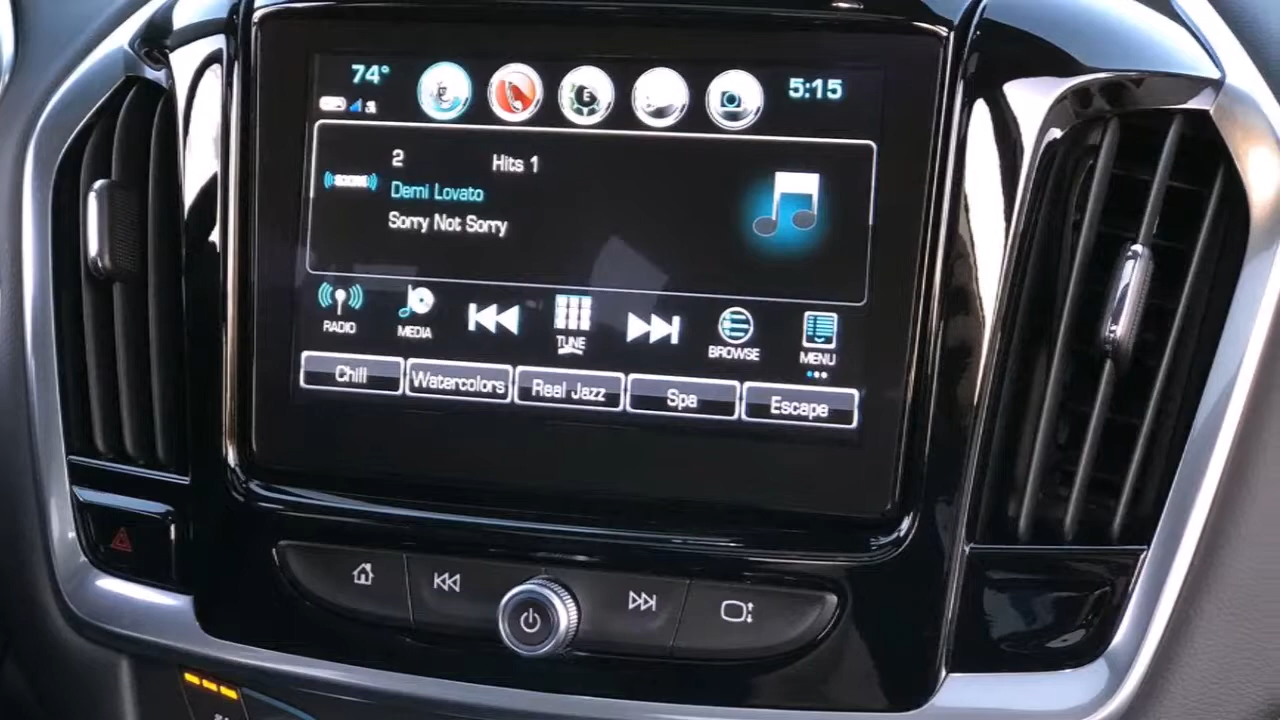 74°
5:15
2 Hits 1
Demi Lovato
Sorry Not Sorry
RADIO
MEDIA
TUNE
BROWSE
MENU
Chill
Watercolors
Real Jazz
Spa
Escape